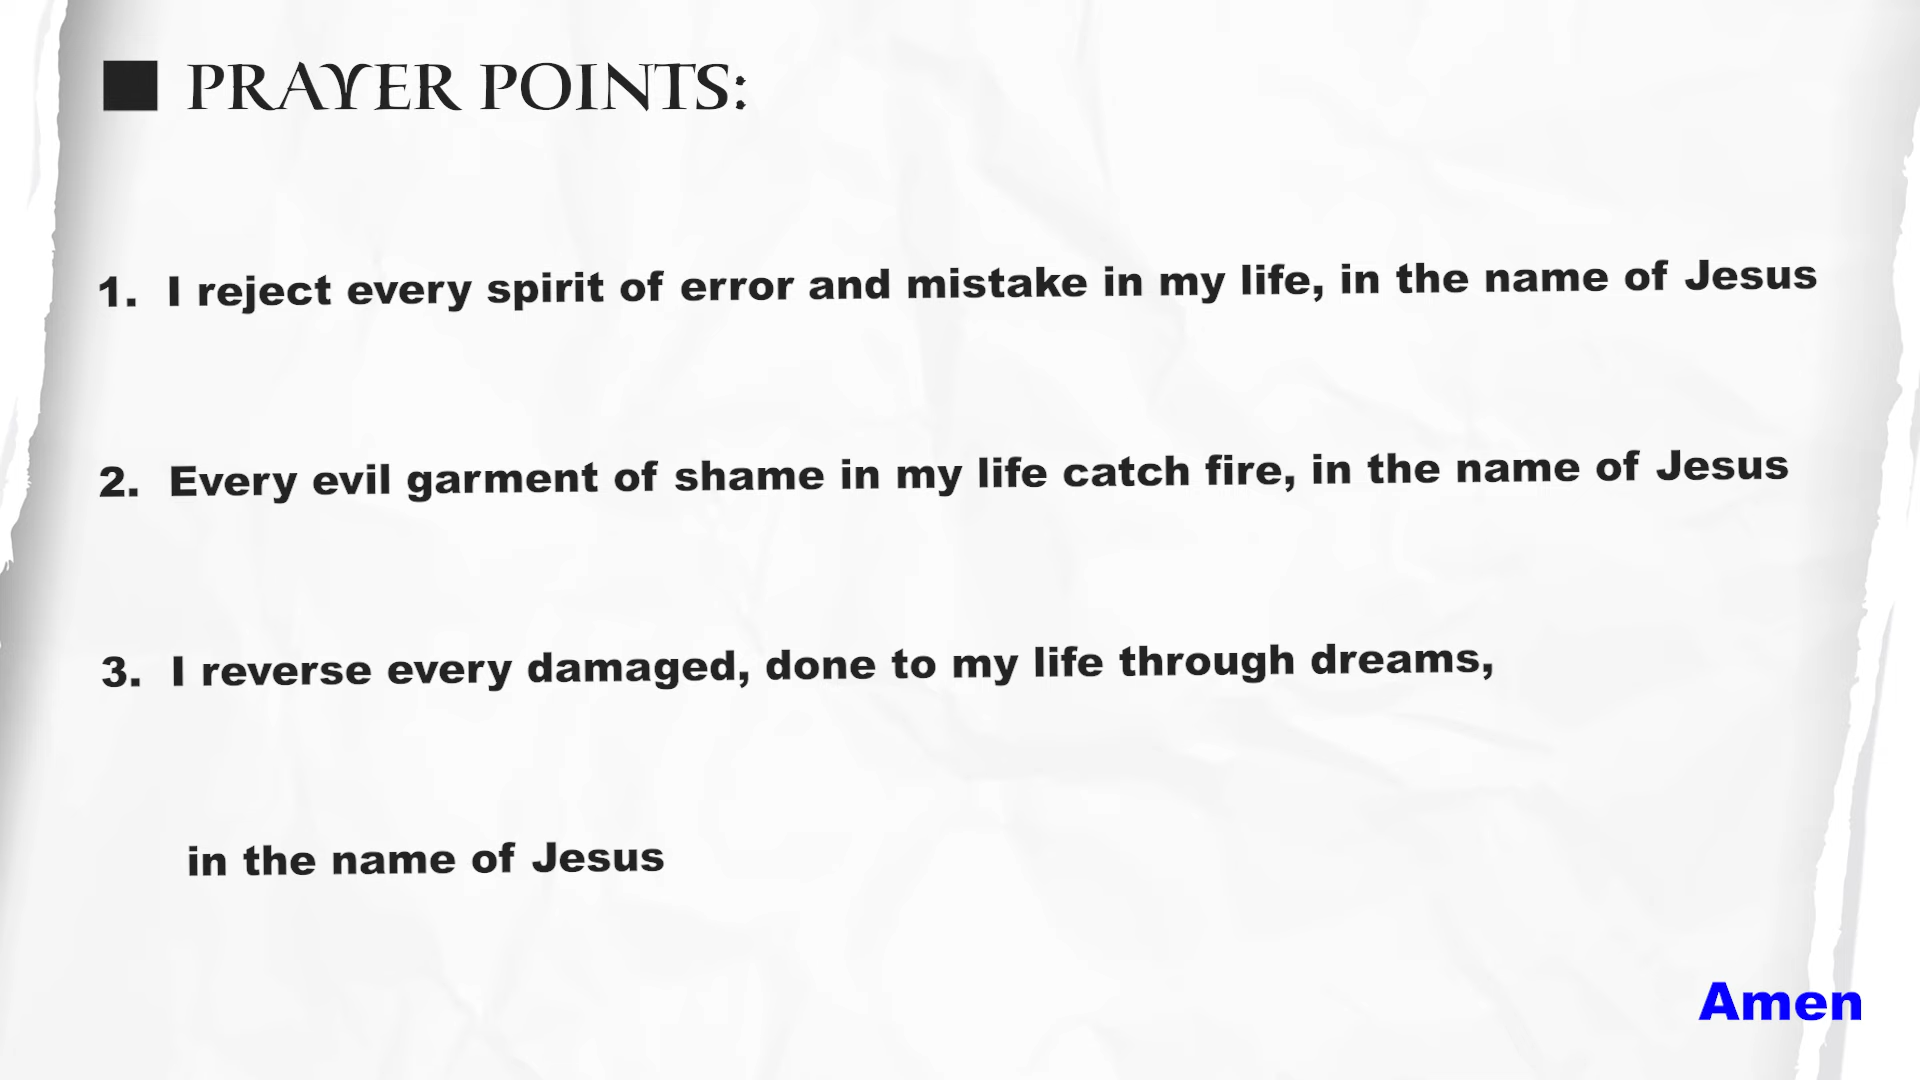 PRAYER POINTS:
1. I reject every spirit of error and mistake in my life, in the name of Jesus
2. Every evil garment of shame in my life catch fire, in the name of Jesus
3. I reverse every damaged, done to my life through dreams,
in the name of Jesus
Amen